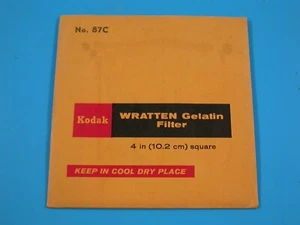 No. 87C
Kodak
WRATTEN Gelatin
Filter
4 in (10.2 cm) square
KEEP IN COOL DRY PLACE